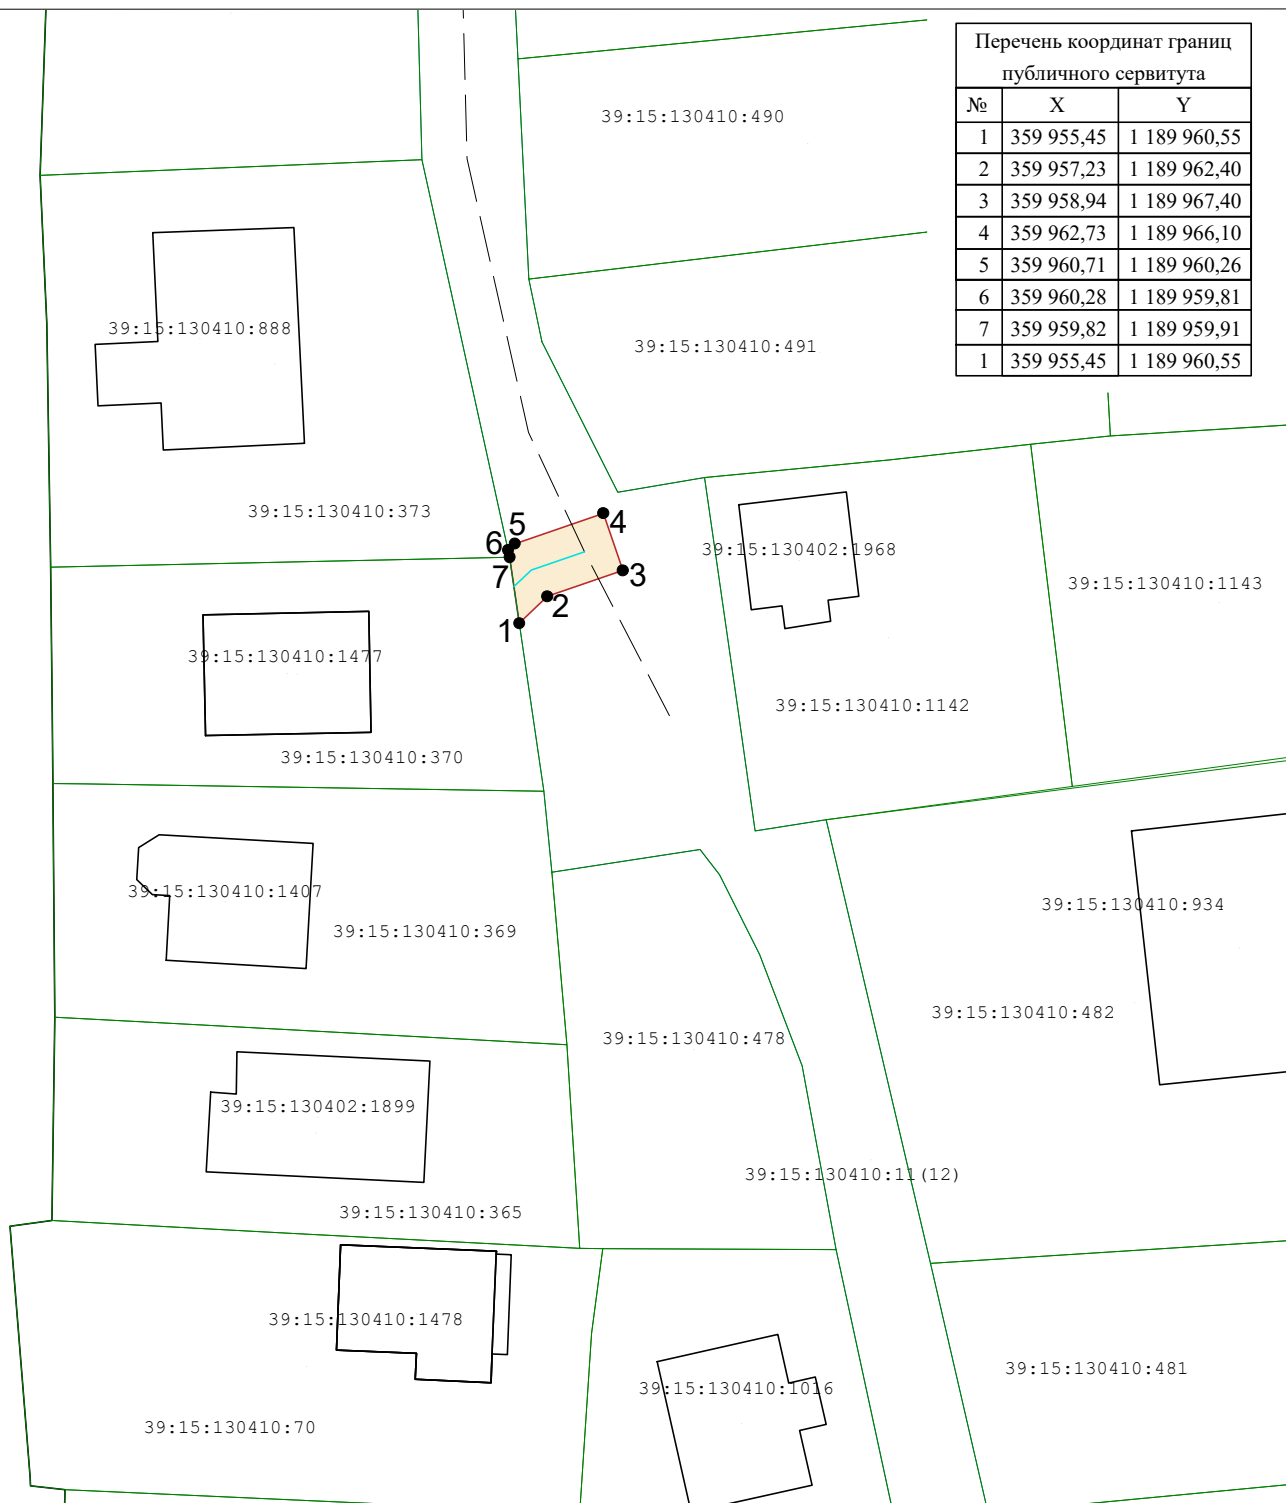 Перечень координат границ
публичного сервитута
№ X Y
1 359 955,45 1 189 960,55
2 359 957,23 1 189 962,40
3 359 958,94 1 189 967,40
4 359 962,73 1 189 966,10
5 359 960,71 1 189 960,26
6 359 960,28 1 189 959,81
7 359 959,82 1 189 959,91
1 359 955,45 1 189 960,55
39:15:130410:490
39:15:130410:888
39:15:130410:491
39:15:130410:373
5
4
6
7
3
2
1
39:15:130402:1968
39:15:130410:1143
39:15:130410:1477
39:15:130410:1142
39:15:130410:370
39:15:130410:1407
39:15:130410:934
39:15:130410:369
39:15:130410:482
39:15:130410:478
39:15:130402:1899
39:15:130410:11(12)
39:15:130410:365
39:15:130410:1478
39:15:130410:481
39:15:130410:1016
39:15:130410:70